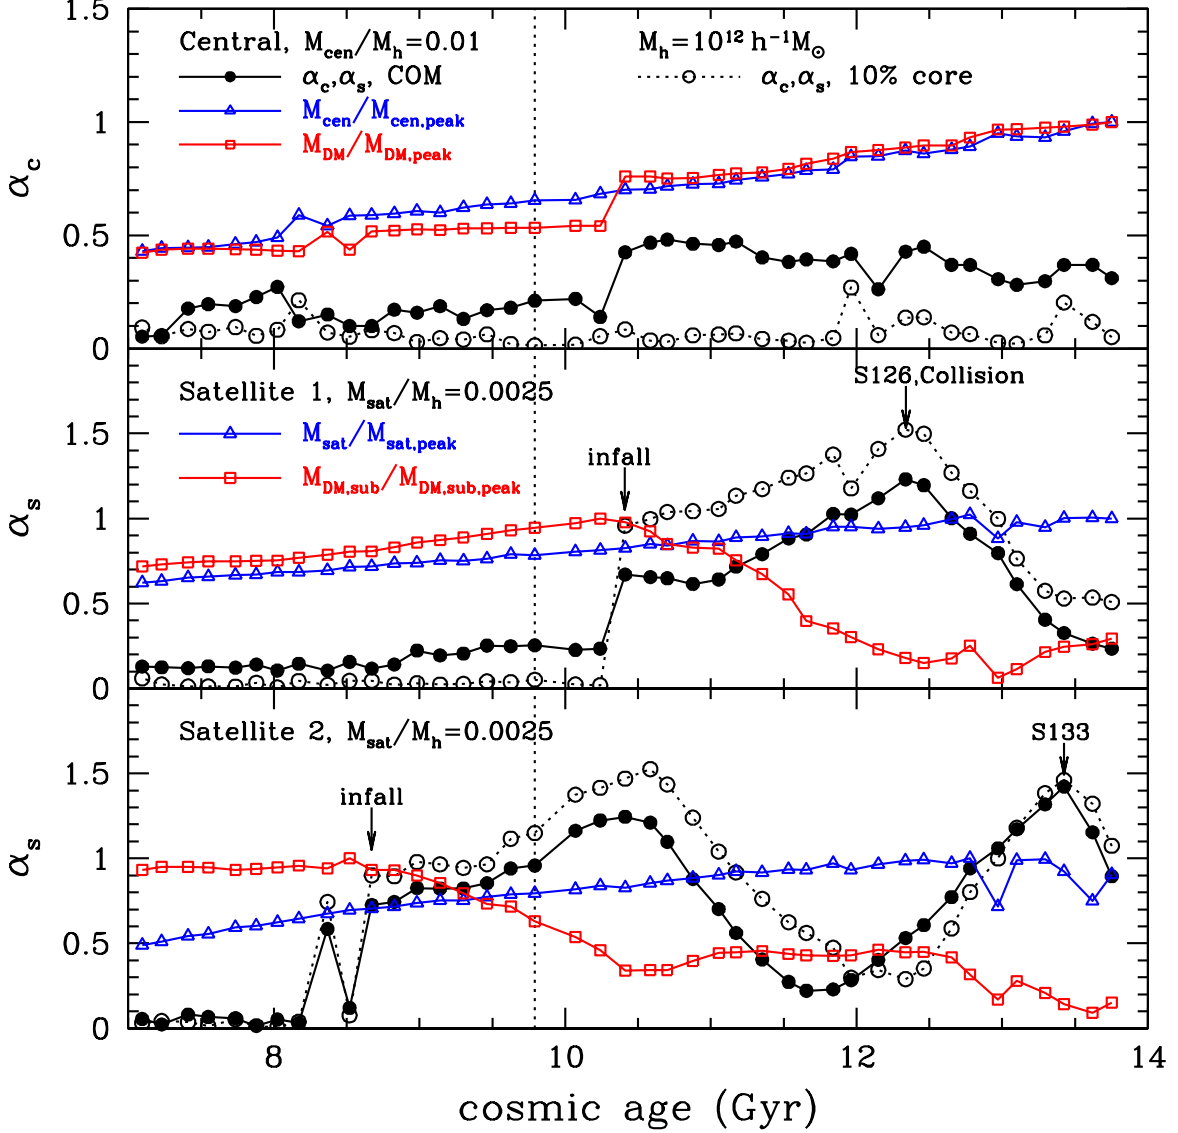 1.5
1
0.5
0
α_c
Central, M_cen/M_h=0.01
α_c,α_s, COM
M_cen/M_cen,peak
M_DM/M_DM,peak
M_h=10^12 h^-1M_⊙
α_c,α_s, 10% core
1.5
1
0.5
0
α_s
Satellite 1, M_sat/M_h=0.0025
M_sat/M_sat,peak
M_DM,sub/M_DM,sub,peak
infall
S126,Collision
1.5
1
0.5
0
α_s
Satellite 2, M_sat/M_h=0.0025
infall
S133
8 10 12 14
cosmic age (Gyr)